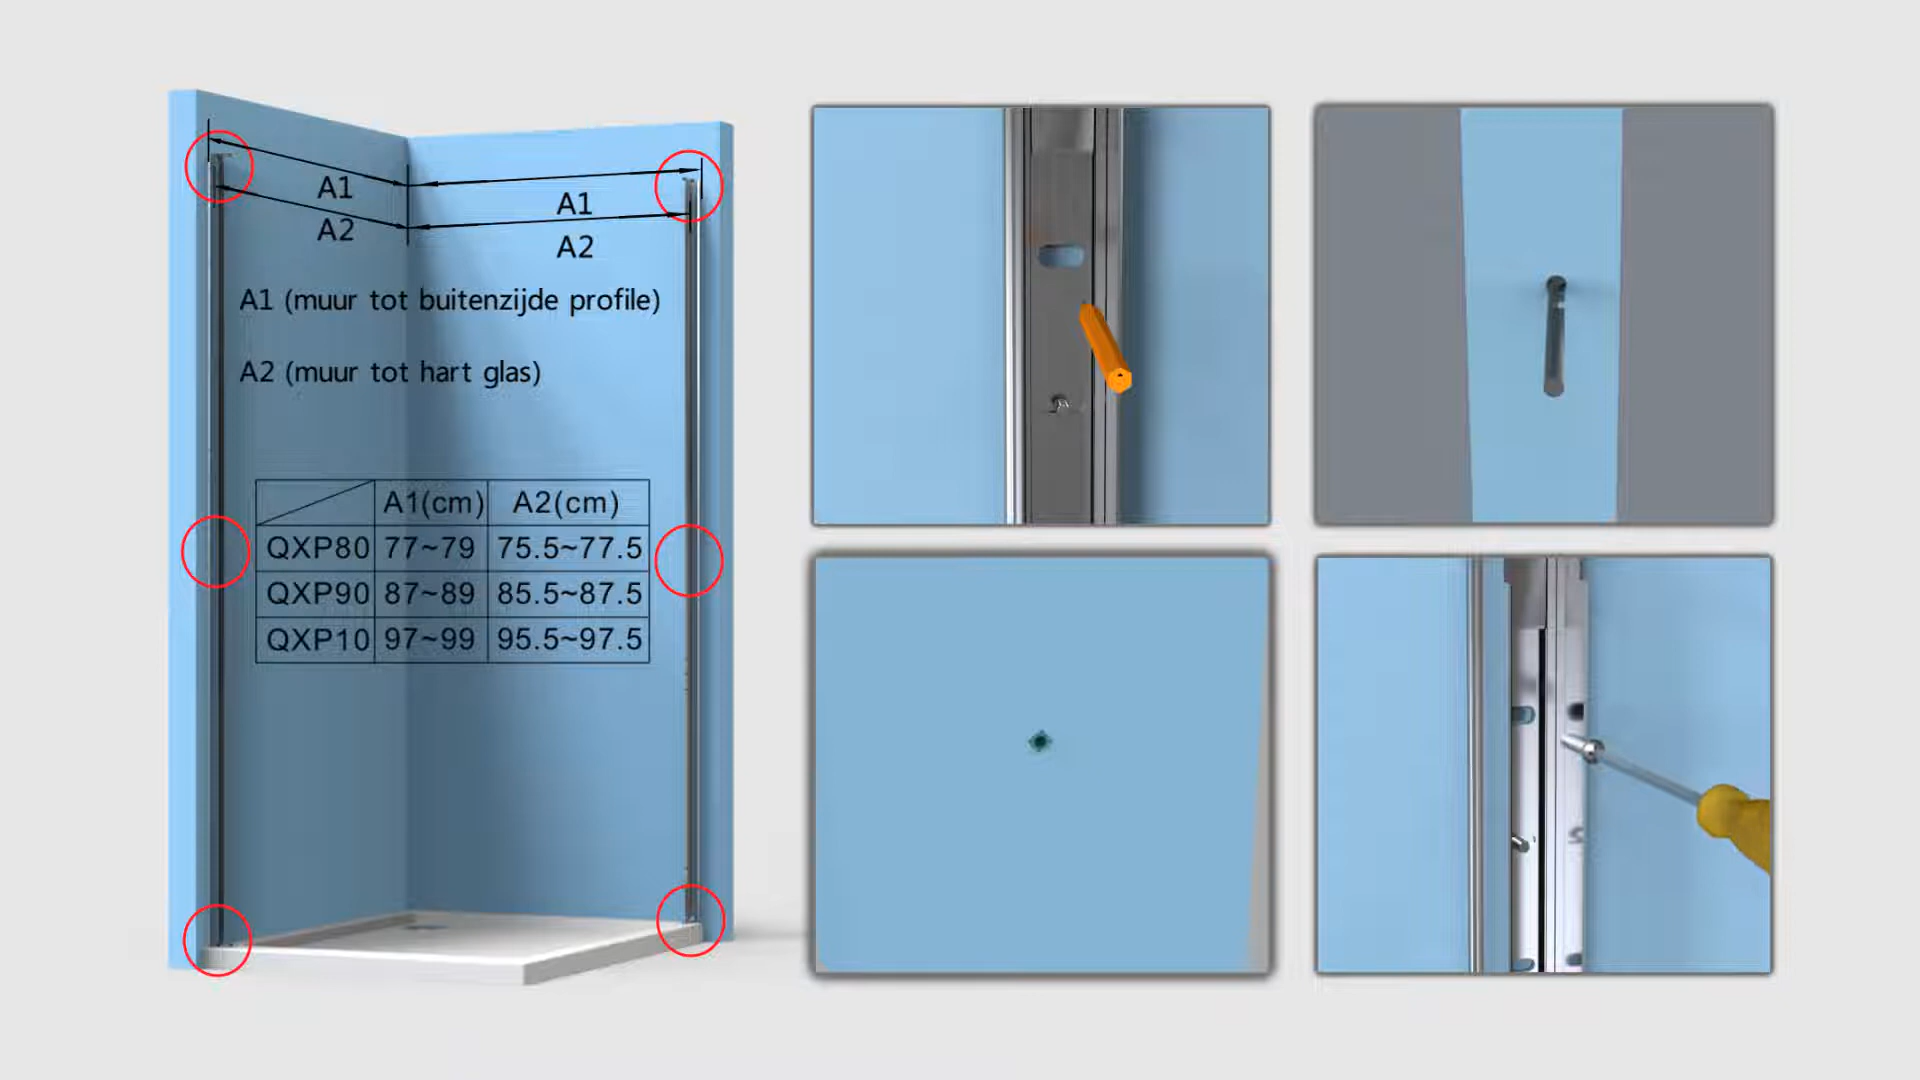 A1
A1
A2
A2
A1 (muur tot buitenzijde profile)
A2 (muur tot hart glas)
A1(cm) A2(cm)
QXP80 77~79 75.5~77.5
QXP90 87~89 85.5~87.5
QXP10 97~99 95.5~97.5